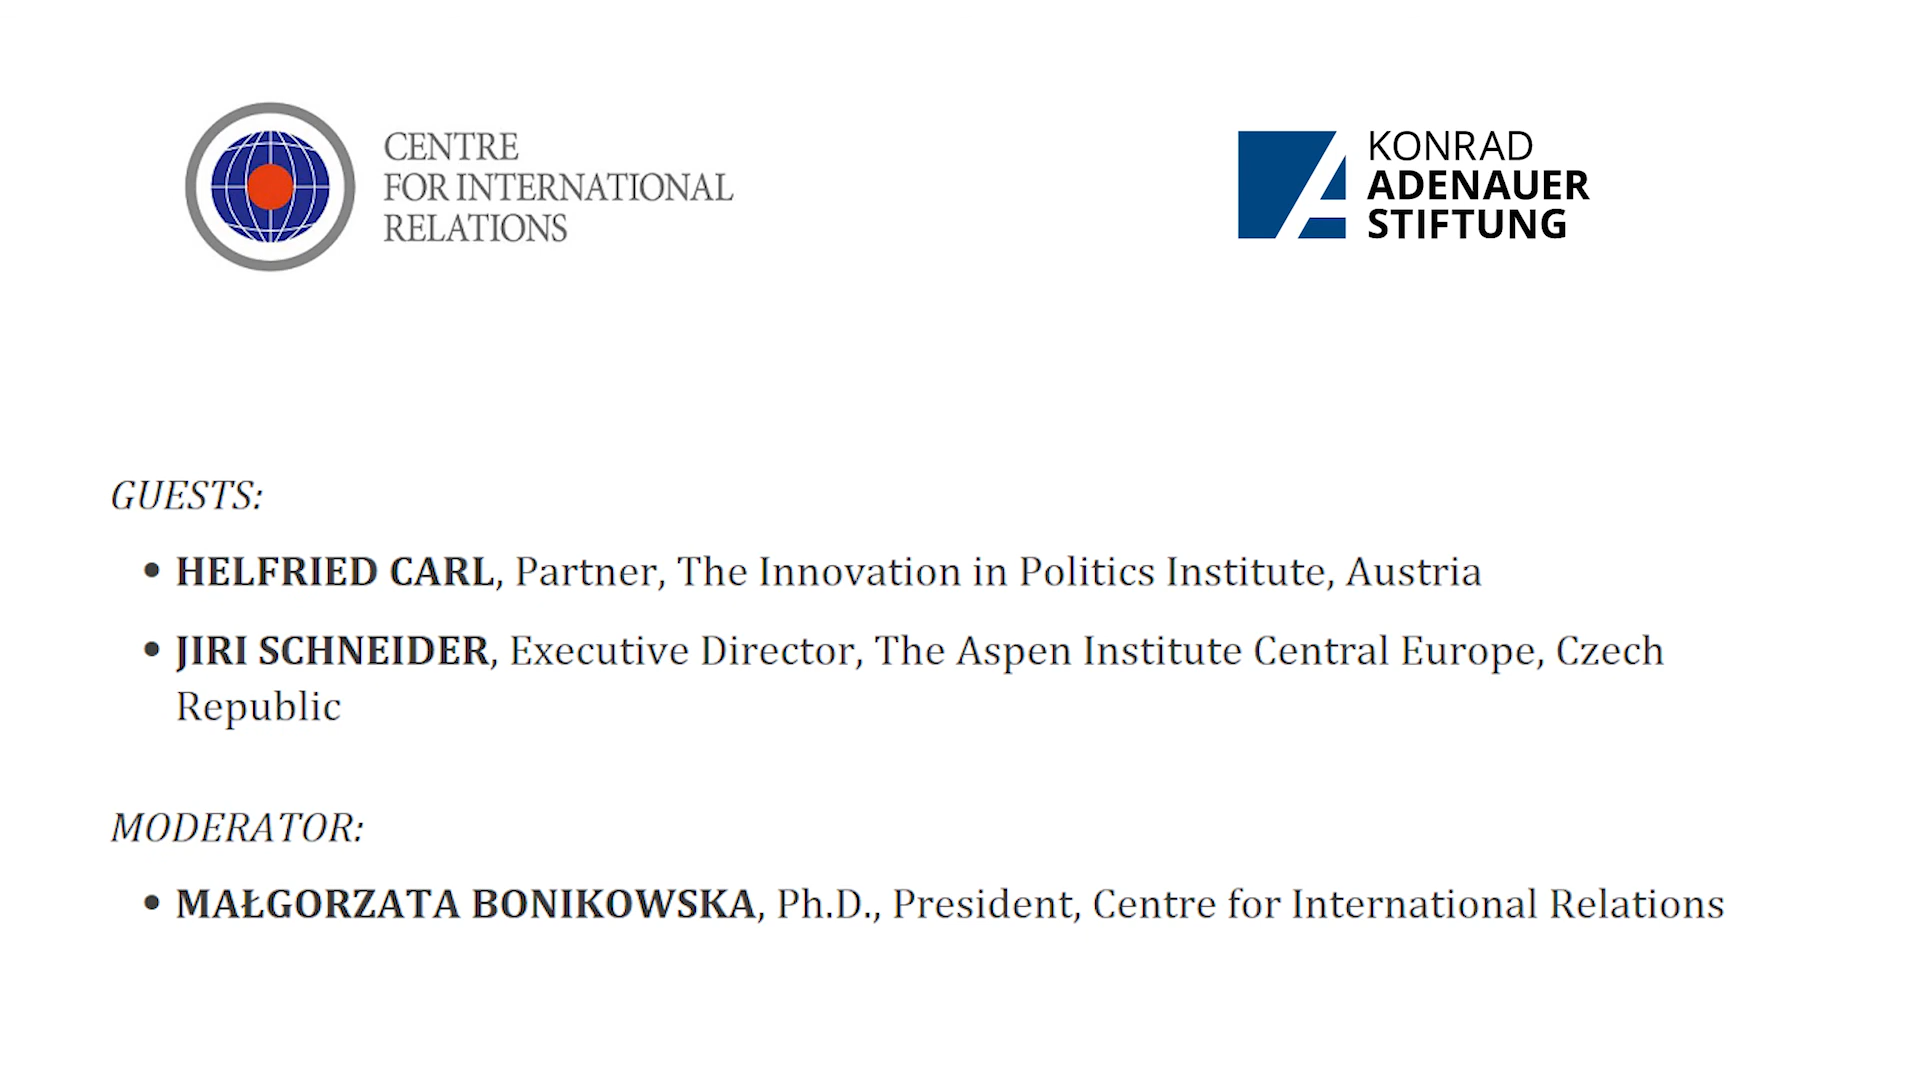 CENTRE
FOR INTERNATIONAL
RELATIONS
KONRAD
ADENAUER
STIFTUNG
GUESTS:
• HELFRIED CARL, Partner, The Innovation in Politics Institute, Austria
• JIRI SCHNEIDER, Executive Director, The Aspen Institute Central Europe, Czech
Republic
MODERATOR:
• MAŁGORZATA BONIKOWSKA, Ph.D., President, Centre for International Relations